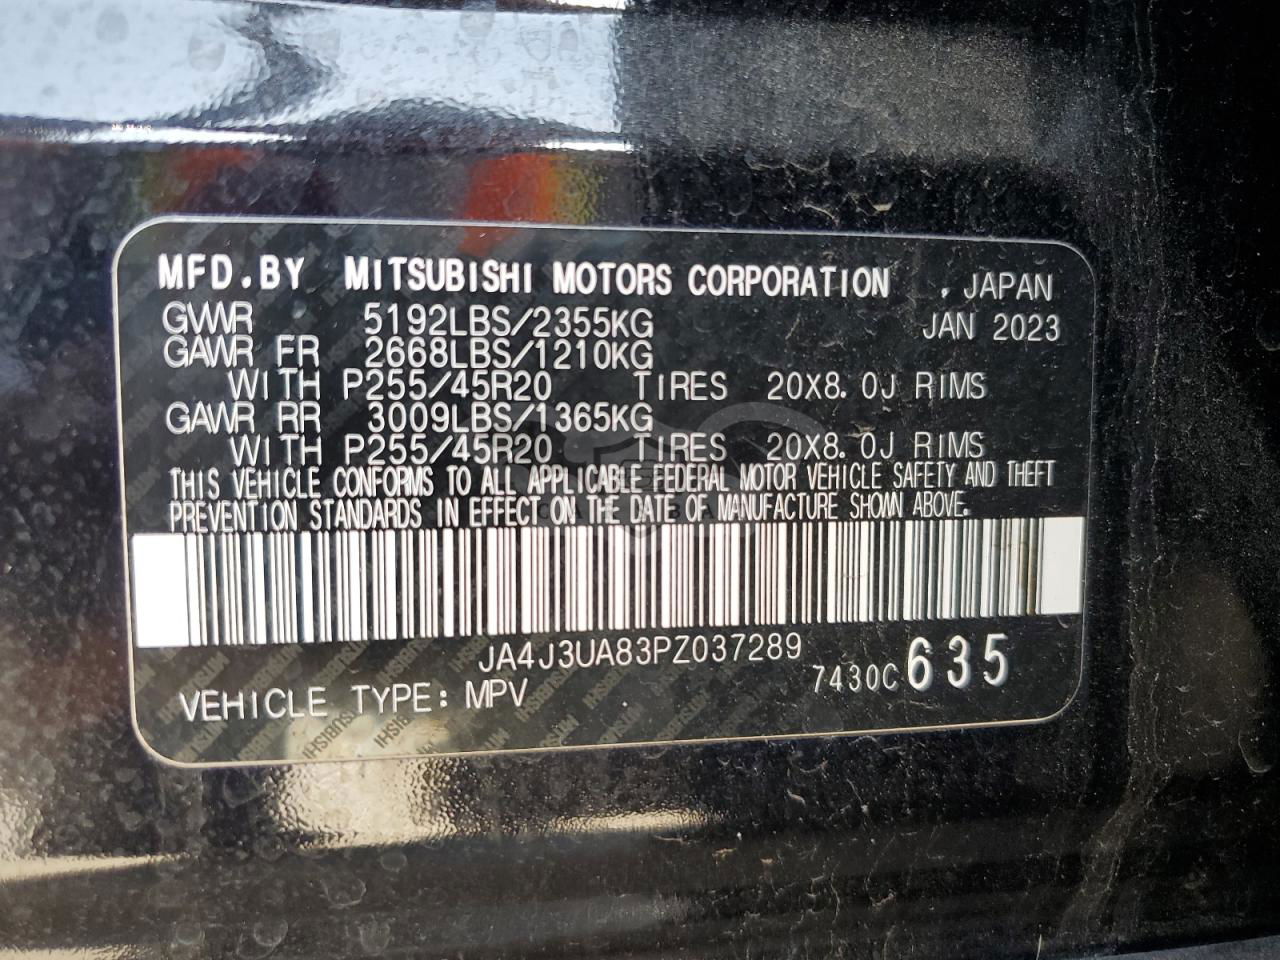 MFD.BY MITSUBISHI MOTORS CORPORATION , JAPAN
GVWR 5192LBS/2355KG JAN 2023
GAWR FR 2668LBS/1210KG
WITH P255/45R20 TIRES 20X8.0J RIMS
GAWR RR 3009LBS/1365KG
WITH P255/45R20 TIRES 20X8.0J RIMS
THIS VEHICLE CONFORMS TO ALL APPLICABLE FEDERAL MOTOR VEHICLE SAFETY AND THEFT
PREVENTION STANDARDS IN EFFECT ON THE DATE OF MANUFACTURE SHOWN ABOVE.
JA4J3UA83PZ037289
7430C635
VEHICLE TYPE: MPV